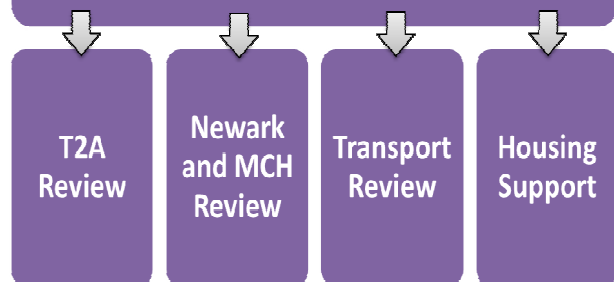 T2A
Review
Newark
and MCH
Review
Transport
Review
Housing
Support